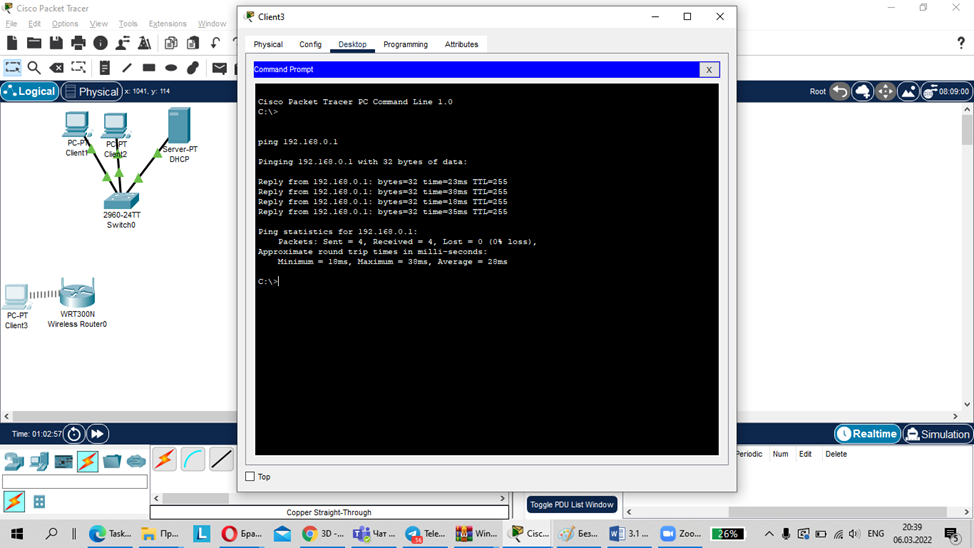 Cisco Packet Tracer
File Edit Options View Tools Extensions Window
?
Logical Physical x: 1041, y: 114
Root 08:09:00
PC-PT
Client1
PC-PT
Client2
Server-PT
DHCP
2960-24TT
Switch0
PC-PT
Client3
WRT300N
Wireless Router0
Client3
Physical Config Desktop Programming Attributes
Command Prompt
X
Cisco Packet Tracer PC Command Line 1.0
C:\>
ping 192.168.0.1
Pinging 192.168.0.1 with 32 bytes of data:
Reply from 192.168.0.1: bytes=32 time=23ms TTL=255
Reply from 192.168.0.1: bytes=32 time=38ms TTL=255
Reply from 192.168.0.1: bytes=32 time=18ms TTL=255
Reply from 192.168.0.1: bytes=32 time=35ms TTL=255
Ping statistics for 192.168.0.1:
Packets: Sent = 4, Received = 4, Lost = 0 (0% loss),
Approximate round trip times in milli-seconds:
Minimum = 18ms, Maximum = 38ms, Average = 28ms
C:\>
Top
Time: 01:02:57
Realtime Simulation
Periodic Num Edit Delete
Copper Straight-Through
Toggle PDU List Window
Task...
Пр...
L
Бра...
3D -...
Чат ...
56
Tele...
Win...
Cisc...
Без...
3.1 ...
Zoo...
26%
ENG
20:39
06.03.2022
5